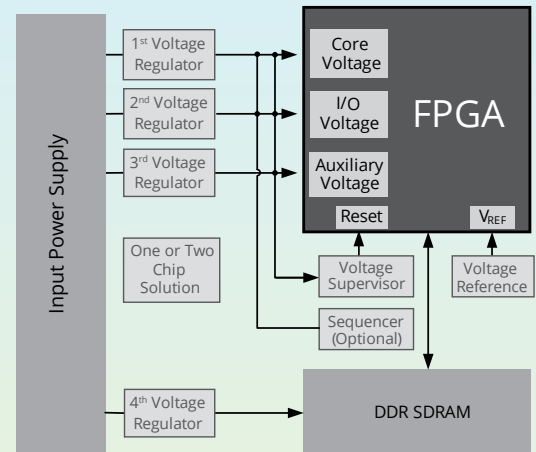 Input Power Supply
1st Voltage
Regulator
2nd Voltage
Regulator
3rd Voltage
Regulator
One or Two
Chip
Solution
4th Voltage
Regulator
Core
Voltage
I/O
Voltage
Auxiliary
Voltage
FPGA
Reset
VREF
Voltage
Supervisor
Voltage
Reference
Sequencer
(Optional)
DDR SDRAM